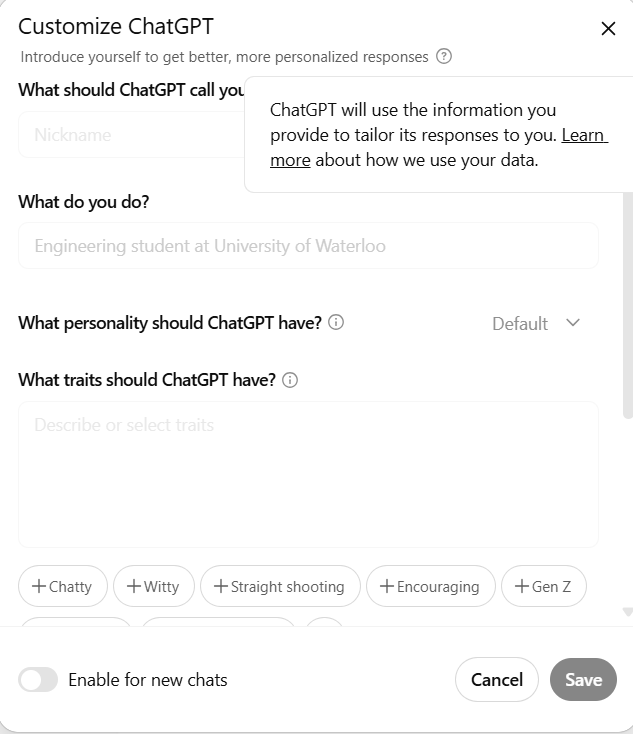 Customize ChatGPT
Introduce yourself to get better, more personalized responses
What should ChatGPT call you
Nickname
ChatGPT will use the information you
provide to tailor its responses to you. Learn
more about how we use your data.
What do you do?
Engineering student at University of Waterloo
What personality should ChatGPT have?
Default
What traits should ChatGPT have?
Describe or select traits
+ Chatty
+ Witty
+ Straight shooting
+ Encouraging
+ Gen Z
Enable for new chats
Cancel
Save